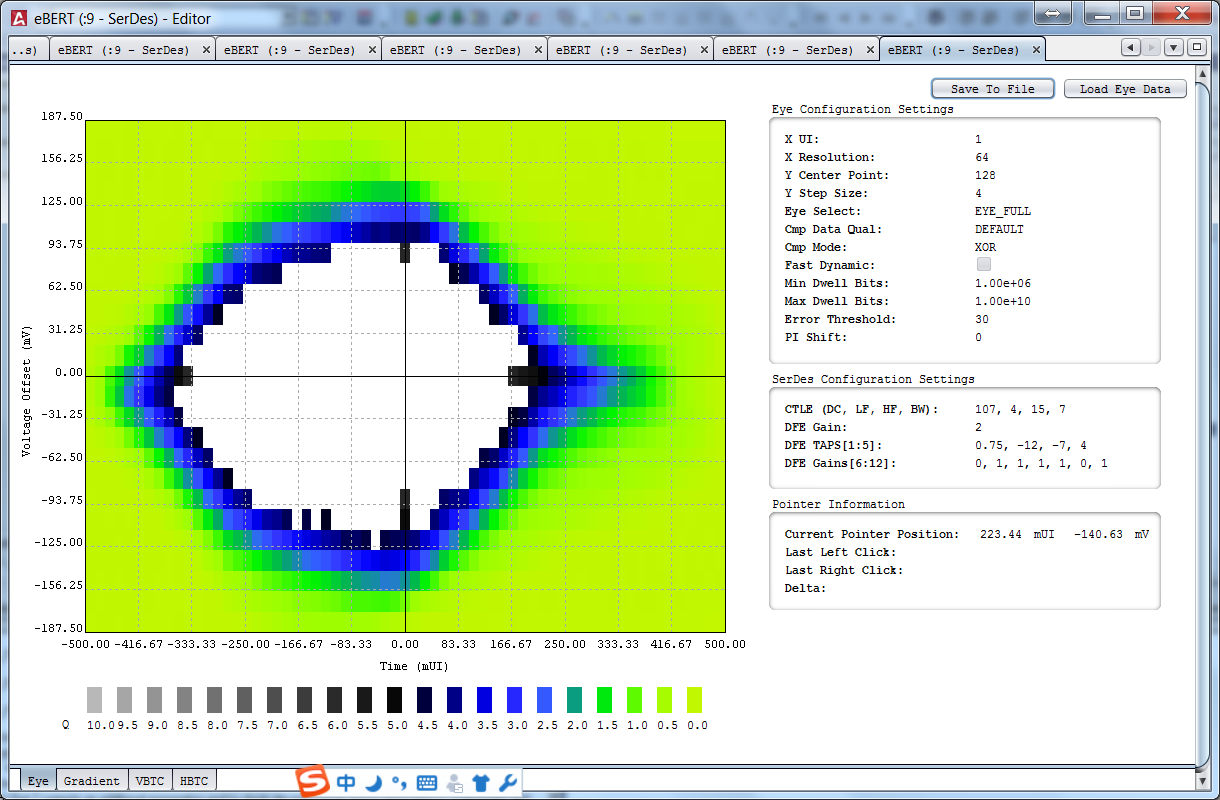 eBERT (:9 - SerDes) - Editor
..s) eBERT (:9 - SerDes) × eBERT (:9 - SerDes) × eBERT (:9 - SerDes) × eBERT (:9 - SerDes) × eBERT (:9 - SerDes) × eBERT (:9 - SerDes) ×
Save To File Load Eye Data
Eye Configuration Settings
X UI: 1
X Resolution: 64
Y Center Point: 128
Y Step Size: 4
Eye Select: EYE_FULL
Cmp Data Qual: DEFAULT
Cmp Mode: XOR
Fast Dynamic:
Min Dwell Bits: 1.00e+06
Max Dwell Bits: 1.00e+10
Error Threshold: 30
PI Shift: 0
SerDes Configuration Settings
CTLE (DC, LF, HF, BW): 107, 4, 15, 7
DFE Gain: 2
DFE TAPS[1:5]: 0.75, -12, -7, 4
DFE Gains[6:12]: 0, 1, 1, 1, 1, 0, 1
Pointer Information
Current Pointer Position: 223.44 mUI -140.63 mV
Last Left Click:
Last Right Click:
Delta:
187.50
156.25
125.00
93.75
62.50
31.25
0.00
-31.25
-62.50
-93.75
-125.00
-156.25
-187.50
Voltage Offset (mV)
-500.00 -416.67 -333.33 -250.00 -166.67 -83.33 0.00 83.33 166.67 250.00 333.33 416.67 500.00
Time (mUI)
Q 10.0 9.5 9.0 8.5 8.0 7.5 7.0 6.5 6.0 5.5 5.0 4.5 4.0 3.5 3.0 2.5 2.0 1.5 1.0 0.5 0.0
Eye Gradient VBTC HBTC
S 中